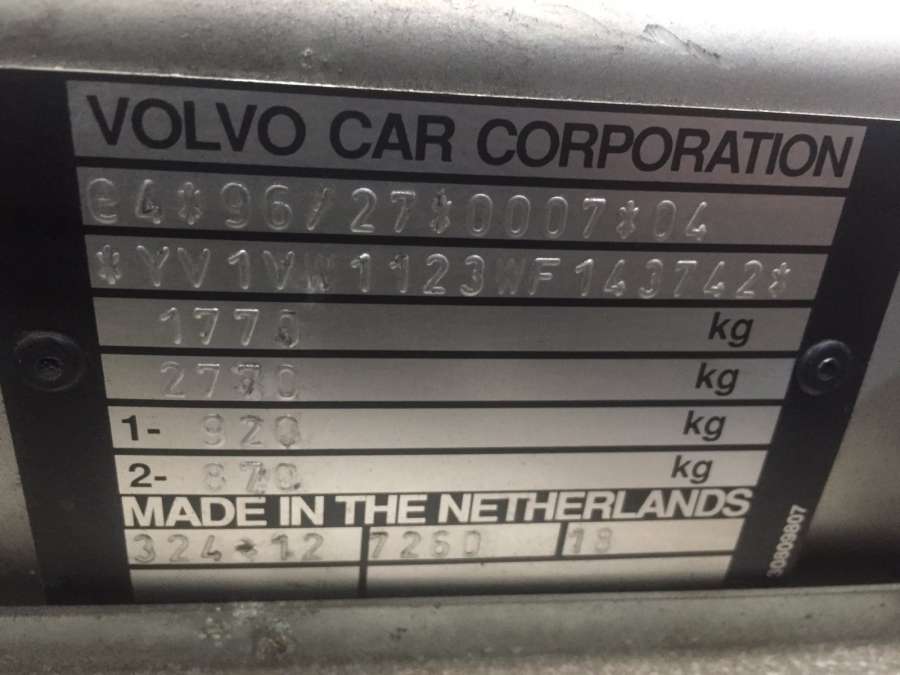 VOLVO CAR CORPORATION
e4*96/27*0007*04
*YV1VW1123WF143742*
1770 kg
2770 kg
1- 920 kg
2- 870 kg
MADE IN THE NETHERLANDS
324*12 7260 18
30809807